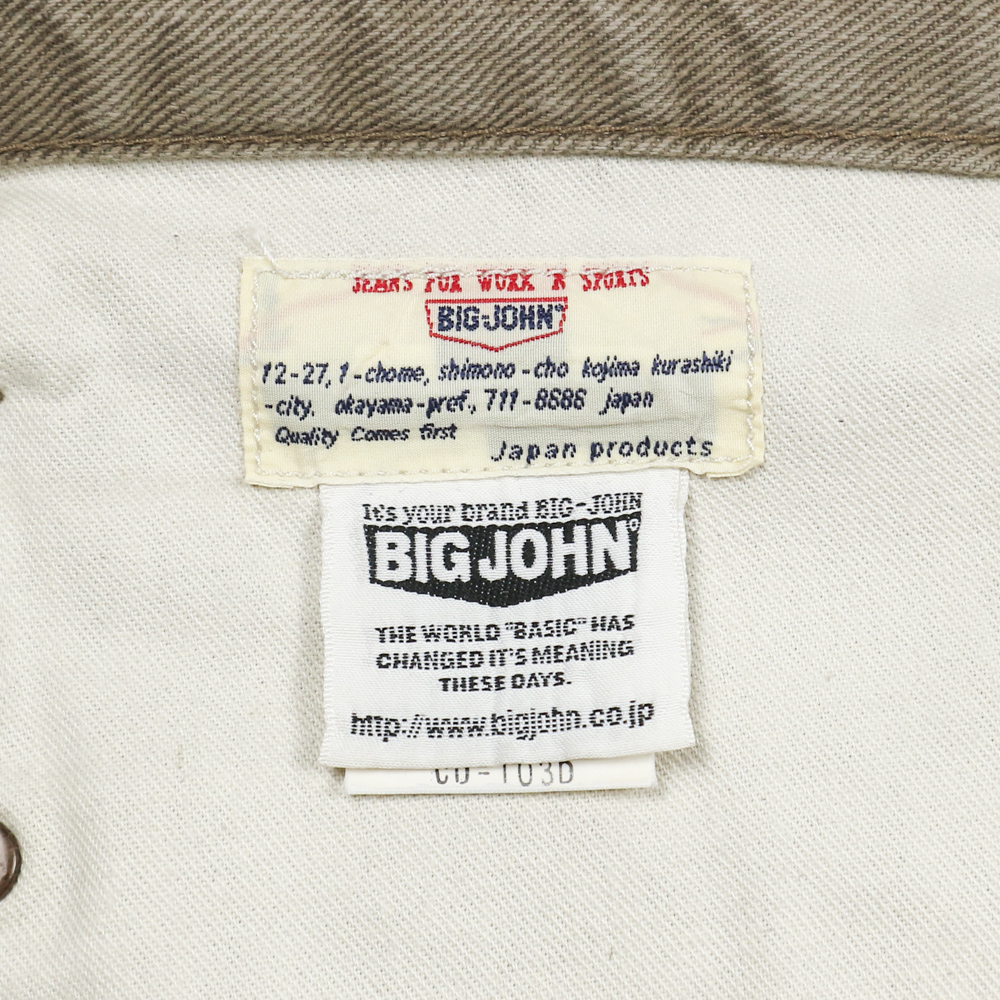 JEANS FOR WORK 'N SPORTS
BIG-JOHN®
12-27, 1-chome, shimono-cho kojima kurashiki
-city, okayama-pref., 711-8686 japan
Quality Comes first
Japan products
It's your brand BIG-JOHN
BIG JOHN®
THE WORLD "BASIC" HAS
CHANGED IT'S MEANING
THESE DAYS.
http://www.bigjohn.co.jp
CD-103D